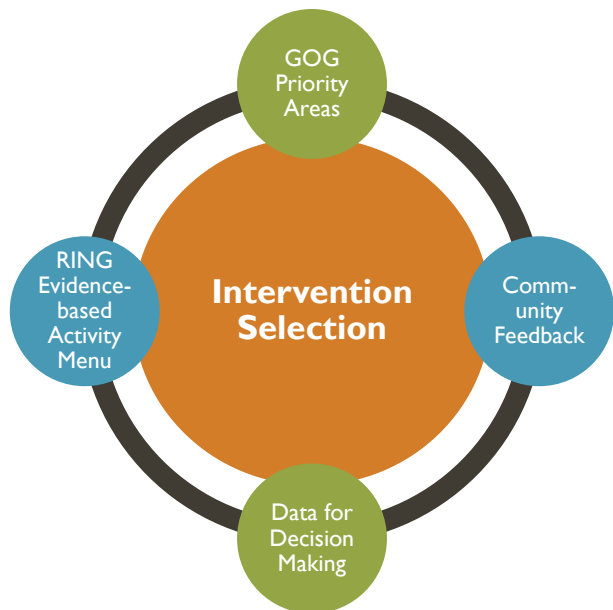 GOG
Priority
Areas
RING
Evidence-
based
Activity
Menu
Intervention
Selection
Comm-
unity
Feedback
Data for
Decision
Making